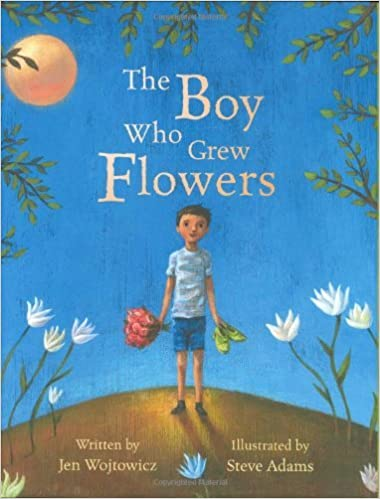 The
Boy
Who Grew
Flowers
Written by
Jen Wojtowicz
Illustrated by
Steve Adams